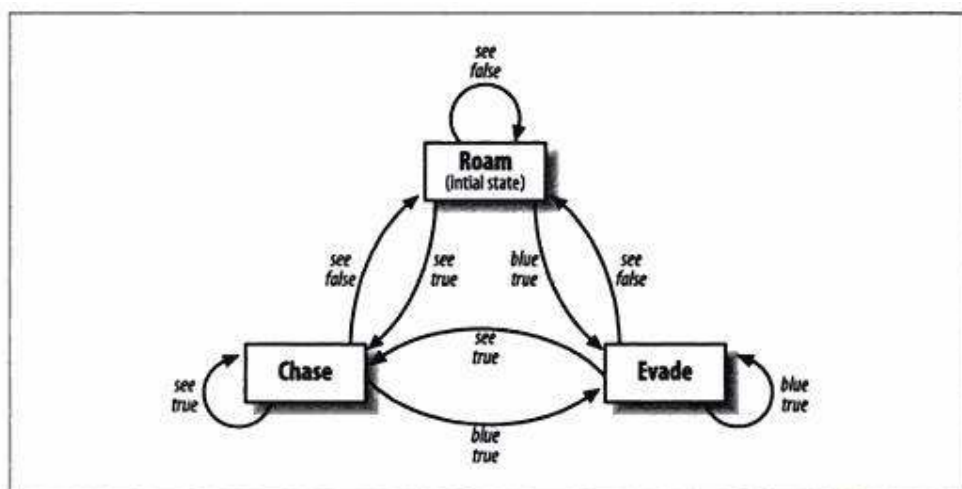 see
false
Roam
(intial state)
see
false
see
true
blue
true
see
false
see
true
Chase
Evade
see
true
blue
true
blue
true